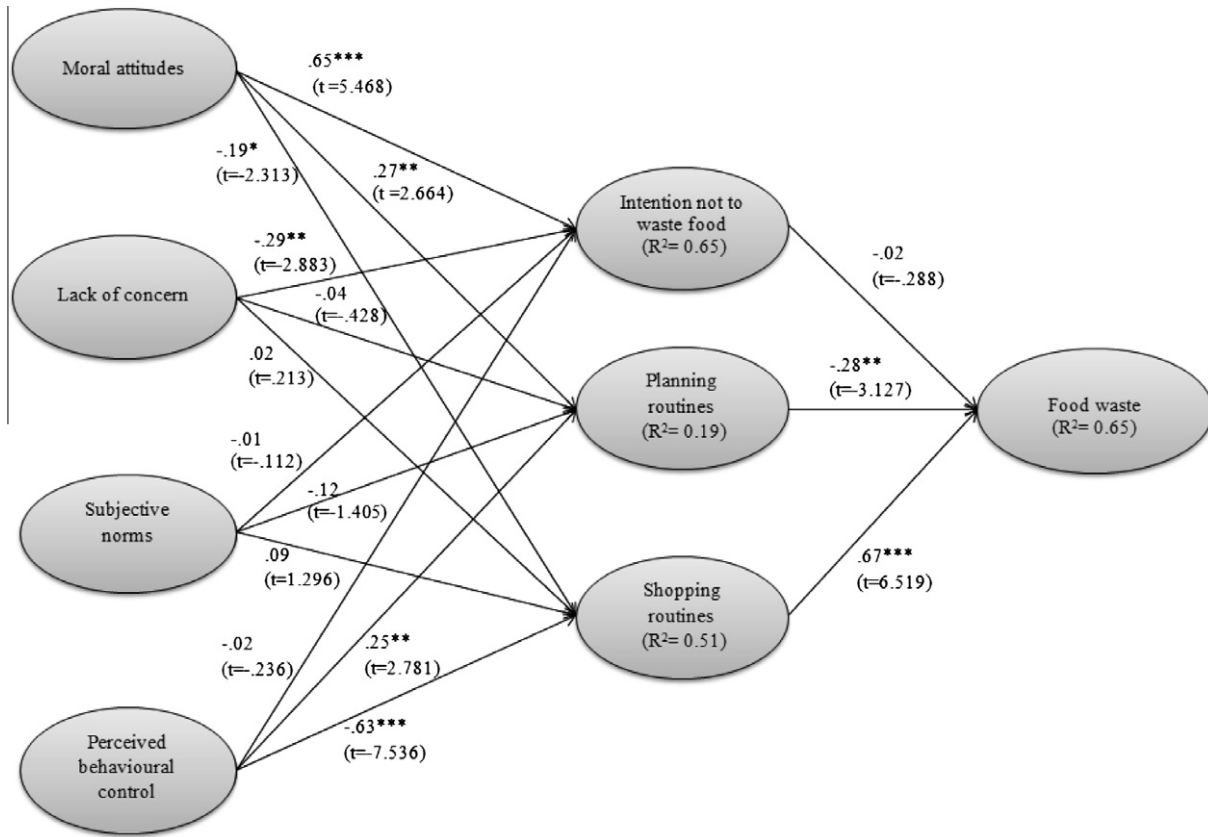 Moral attitudes
.65***
(t =5.468)
-.19*
(t=-2.313)
.27**
(t =2.664)
Intention not to
waste food
(R²= 0.65)
Lack of concern
-.29**
(t=-2.883)
-.04
(t=-.428)
.02
(t=.213)
-.02
(t=-.288)
Planning
routines
(R²= 0.19)
-.28**
(t=-3.127)
Food waste
(R²= 0.65)
Subjective
norms
-.01
(t=-.112)
-.12
(t=-1.405)
.09
(t=1.296)
Shopping
routines
(R²= 0.51)
.67***
(t=6.519)
Perceived
behavioural
control
-.02
(t=-.236)
.25**
(t=2.781)
-.63***
(t=-7.536)